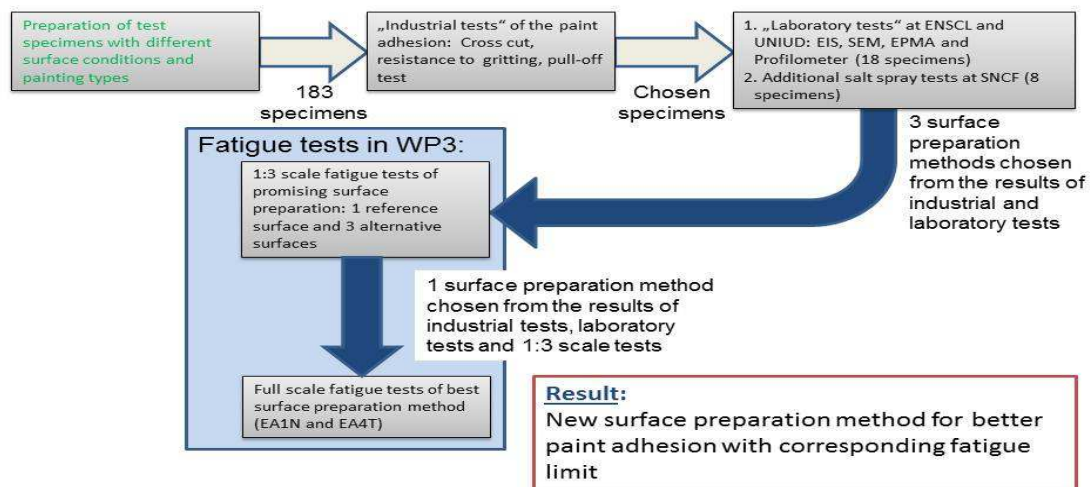 Preparation of test
specimens with different
surface conditions and
painting types
„Industrial tests“ of the paint
adhesion: Cross cut,
resistance to gritting, pull-off
test
1. „Laboratory tests“ at ENSCL and
UNIUD: EIS, SEM, EPMA and
Profilometer (18 specimens)
2. Additional salt spray tests at SNCF (8
specimens)
183
specimens
Chosen
specimens
3 surface
preparation
methods chosen
from the results of
industrial and
laboratory tests
Fatigue tests in WP3:
1:3 scale fatigue tests of
promising surface
preparation: 1 reference
surface and 3 alternative
surfaces
1 surface preparation method
chosen from the results of
industrial tests, laboratory
tests and 1:3 scale tests
Full scale fatigue tests of best
surface preparation method
(EA1N and EA4T)
Result:
New surface preparation method for better
paint adhesion with corresponding fatigue
limit